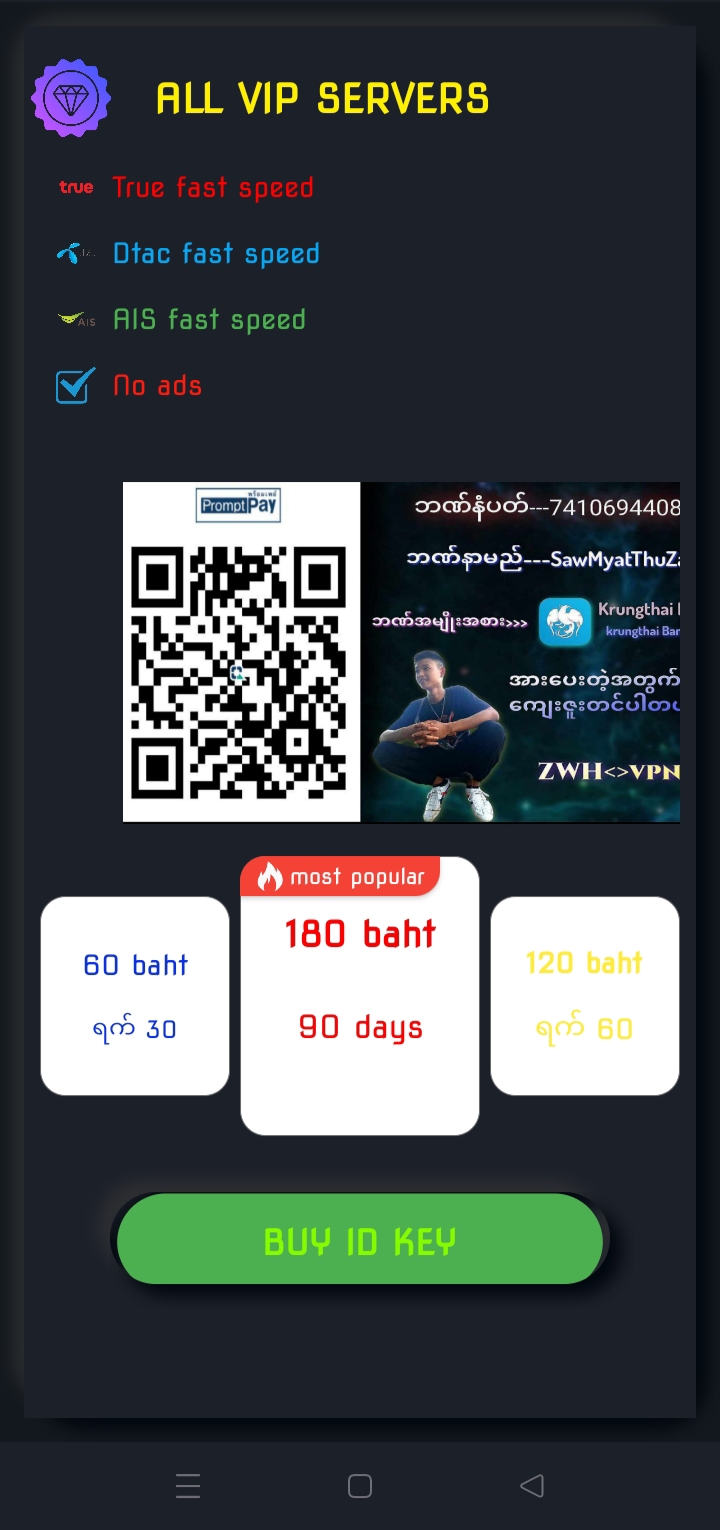 ALL VIP SERVERS
true True fast speed
Dtac fast speed
AIS AIS fast speed
No ads
พร้อมเพย์
PromptPay
ဘဏ်နံပတ်---7410694408
ဘဏ်နာမည်---SawMyatThuZ
ဘဏ်အမျိုးအစား>>>
Krungthai
krungthai Ban
အားပေးတဲ့အတွက်
ကျေးဇူးတင်ပါတ
ZWH<>VPN
most popular
180 baht
90 days
60 baht
ရက် 30
120 baht
ရက် 60
BUY ID KEY